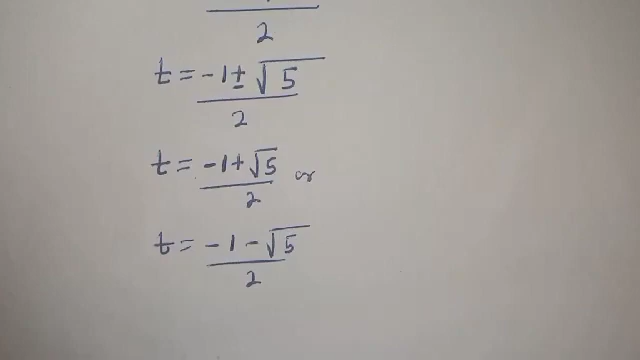 2
t = -1 ± √5 / 2
t = -1 + √5 / 2 or
t = -1 - √5 / 2